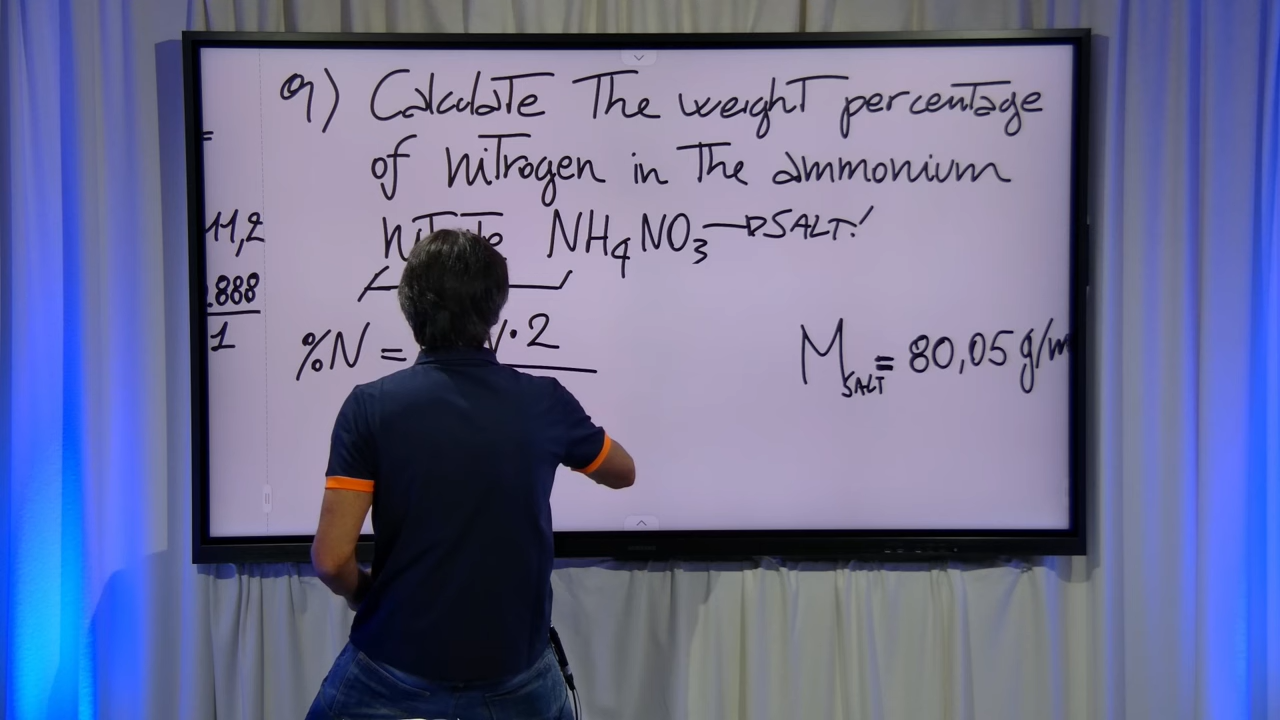 9) Calculate The weight percentage
of nitrogen in The ammonium
NH4NO3 → SALT!
11,2
.888
1
%N = · 2
MSALT = 80,05 g/m